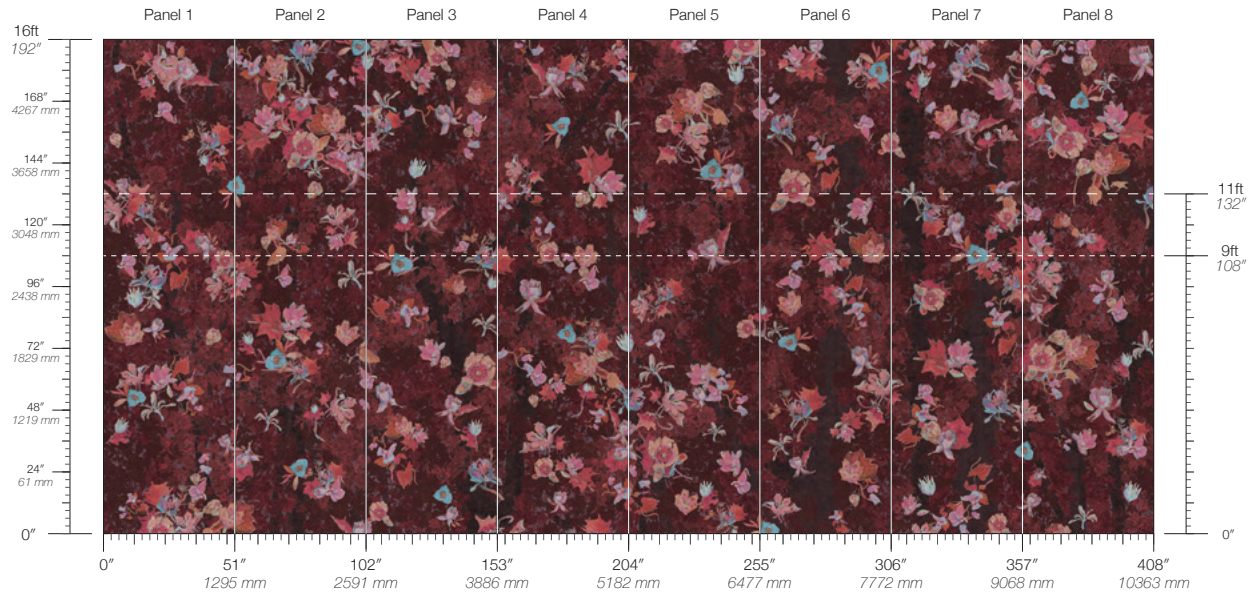 Panel 1 Panel 2 Panel 3 Panel 4 Panel 5 Panel 6 Panel 7 Panel 8
16ft
192″
168″
4267 mm
144″
3658 mm
120″
3048 mm
96″
2438 mm
72″
1829 mm
48″
1219 mm
24″
61 mm
0″
11ft
132″
9ft
108″
0″
0″ 51″ 102″ 153″ 204″ 255″ 306″ 357″ 408″
1295 mm 2591 mm 3886 mm 5182 mm 6477 mm 7772 mm 9068 mm 10363 mm